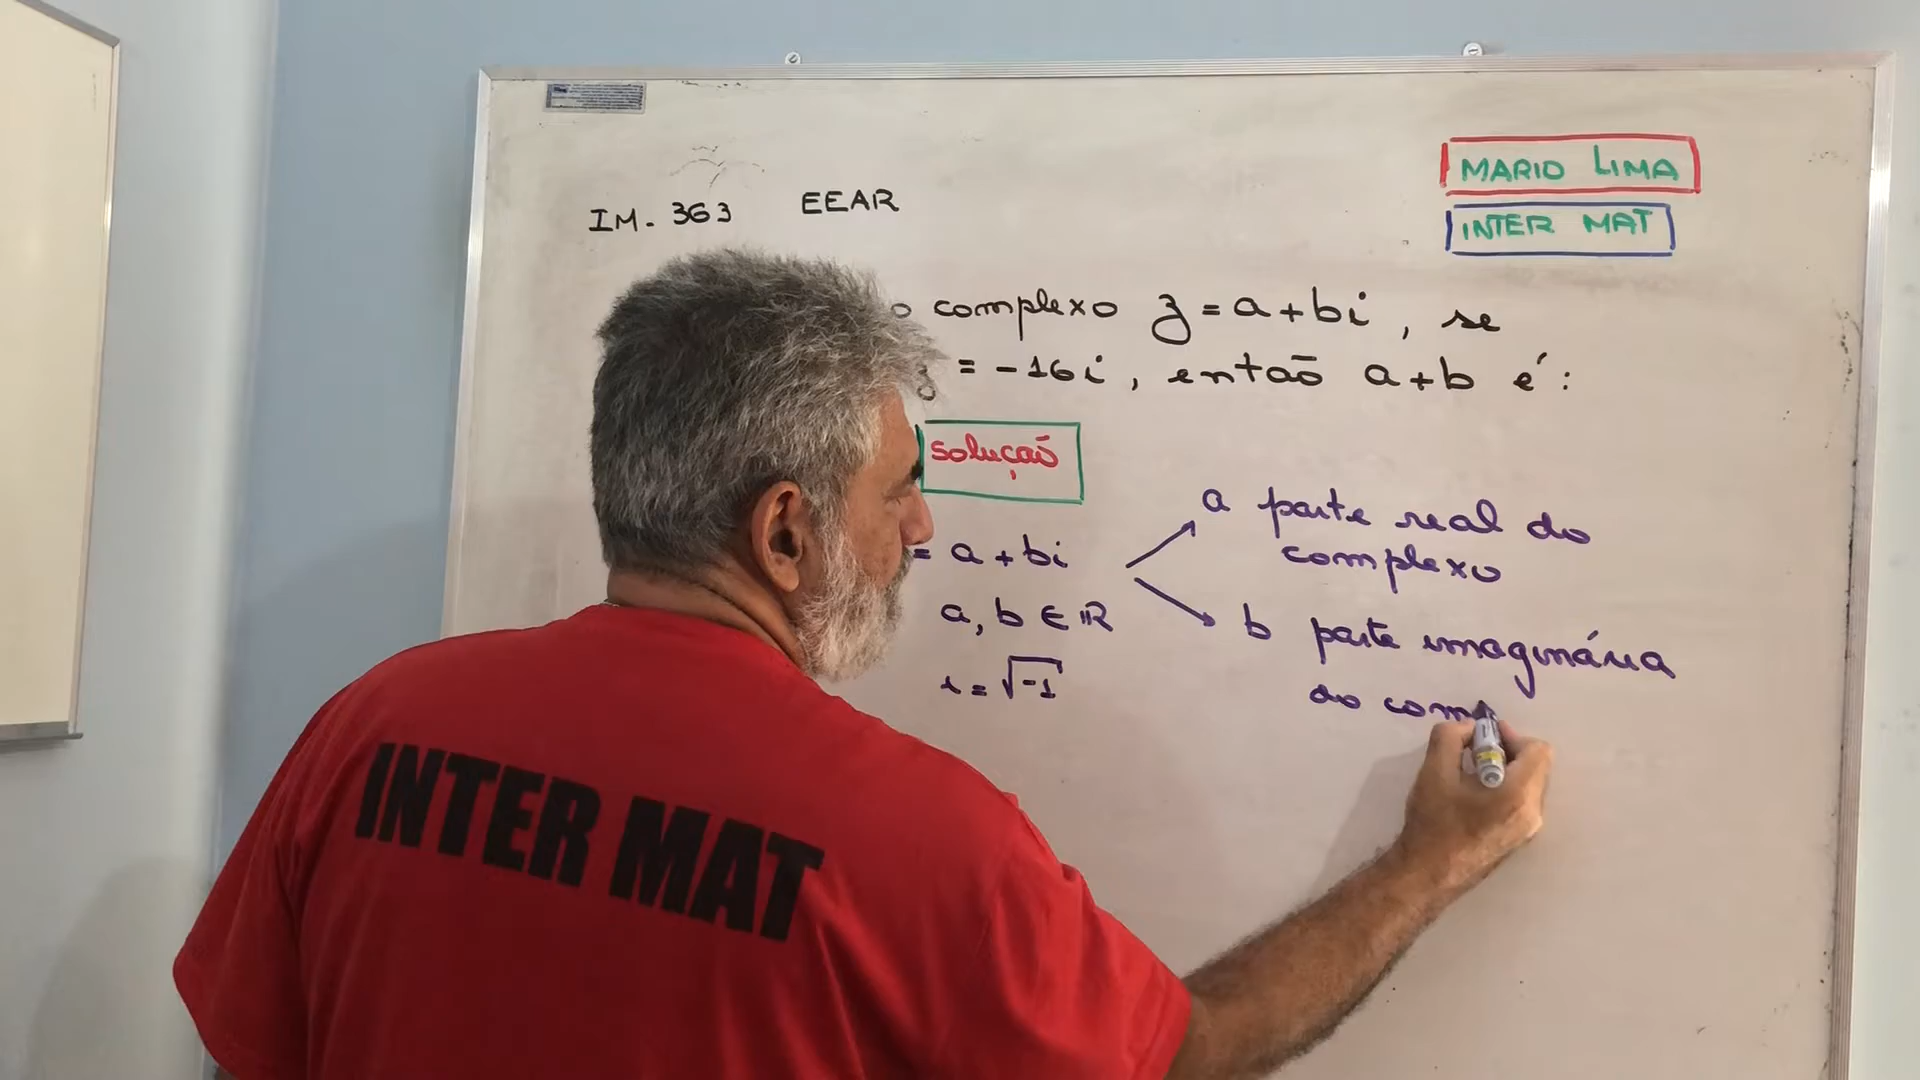 IM. 363 EEAR
MARIO LIMA
INTER MAT
o complexo z = a + bi, se
z = -16i, então a+b é:
solução
= a + bi
a, b ∈ ℝ
i = √-1
a parte real do
complexo
b parte imaginária
do com
INTER MAT